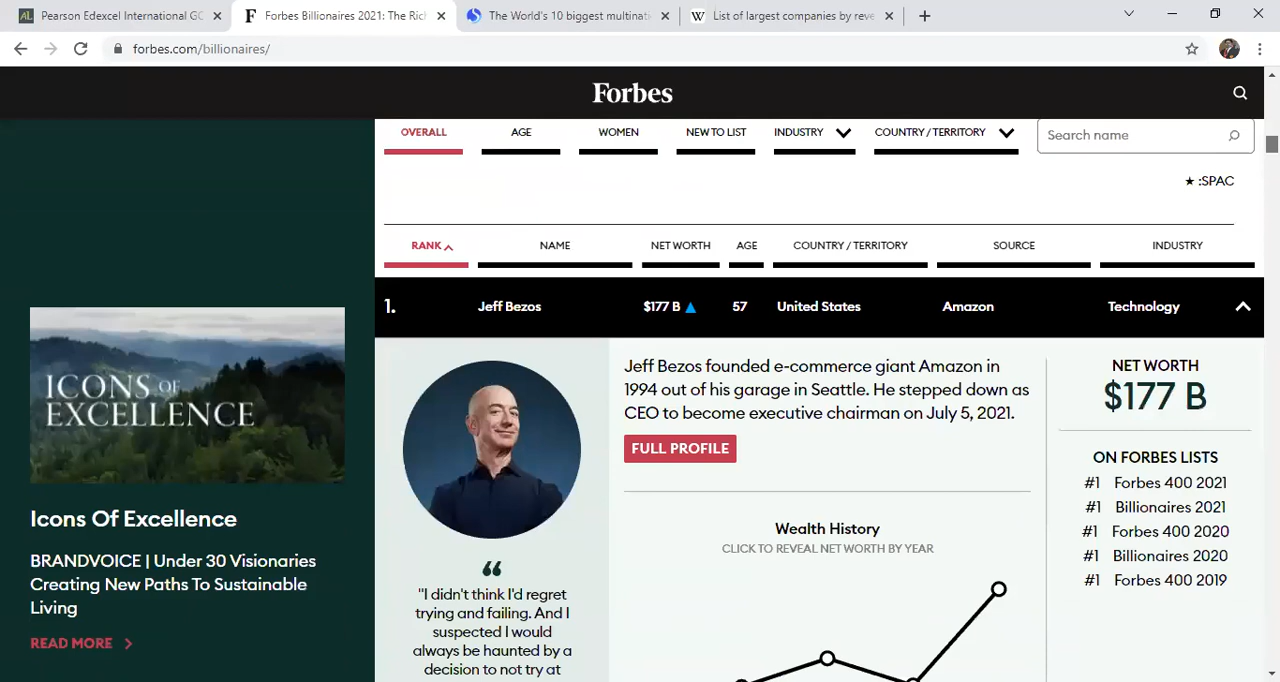 Pearson Edexcel International GC
Forbes Billionaires 2021: The Ric
The World's 10 biggest multinati
W List of largest companies by reve
forbes.com/billionaires/
Forbes
OVERALL AGE WOMEN NEW TO LIST INDUSTRY COUNTRY / TERRITORY Search name
★ :SPAC
RANK NAME NET WORTH AGE COUNTRY / TERRITORY SOURCE INDUSTRY
1. Jeff Bezos $177 B 57 United States Amazon Technology
ICONS OF
EXCELLENCE
Icons Of Excellence
BRANDVOICE | Under 30 Visionaries
Creating New Paths To Sustainable
Living
READ MORE
"I didn't think I'd regret
trying and failing. And I
suspected I would
always be haunted by a
decision to not try at
Jeff Bezos founded e-commerce giant Amazon in
1994 out of his garage in Seattle. He stepped down as
CEO to become executive chairman on July 5, 2021.
FULL PROFILE
Wealth History
CLICK TO REVEAL NET WORTH BY YEAR
NET WORTH
$177 B
ON FORBES LISTS
#1 Forbes 400 2021
#1 Billionaires 2021
#1 Forbes 400 2020
#1 Billionaires 2020
#1 Forbes 400 2019